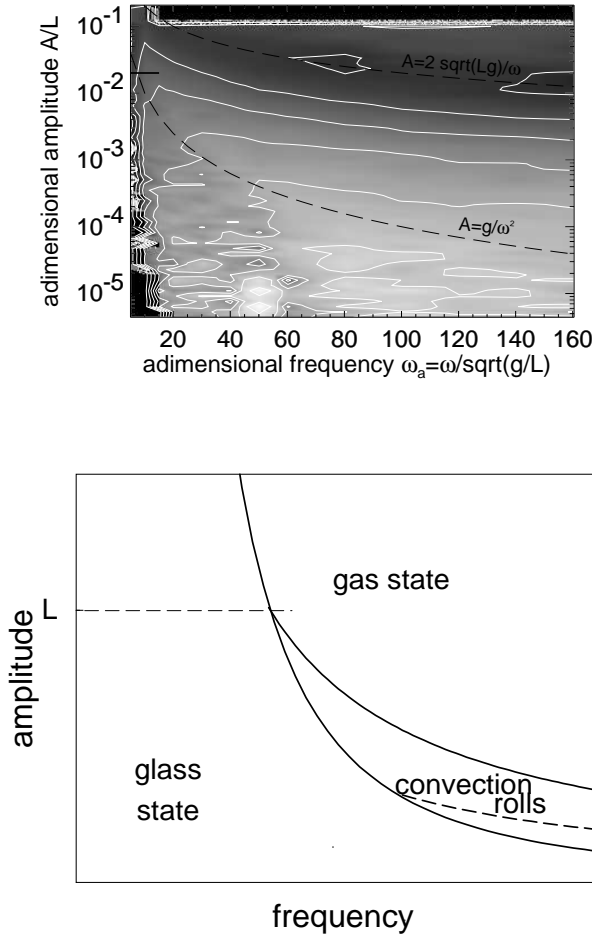 adimensional amplitude A/L
10⁻¹
10⁻²
10⁻³
10⁻⁴
10⁻⁵
A=2 sqrt(Lg)/ω
A=g/ω²
20 40 60 80 100 120 140 160
adimensional frequency ωₐ=ω/sqrt(g/L)
amplitude
L
gas state
glass
state
convection
rolls
frequency